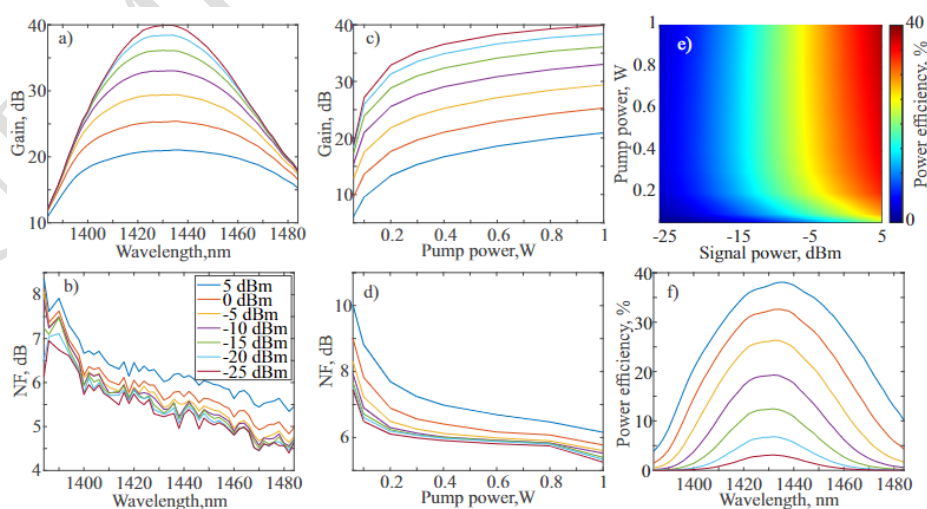 a)
40
30
20
10
Gain, dB
1400 1420 1440 1460 1480
Wavelength,nm
c)
40
30
20
10
Gain, dB
0.2 0.4 0.6 0.8 1
Pump power,W
e)
1
0.8
0.6
0.4
0.2
Pump power, W
-25 -15 -5 5
Signal power, dBm
40
0
Power efficiency, %
b)
8
7
6
5
4
NF, dB
5 dBm
0 dBm
-5 dBm
-10 dBm
-15 dBm
-20 dBm
-25 dBm
1400 1420 1440 1460 1480
Wavelength,nm
d)
10
8
6
NF, dB
0.2 0.4 0.6 0.8 1
Pump power,W
f)
40
30
20
10
0
Power efficiency, %
1400 1420 1440 1460 1480
Wavelength, nm